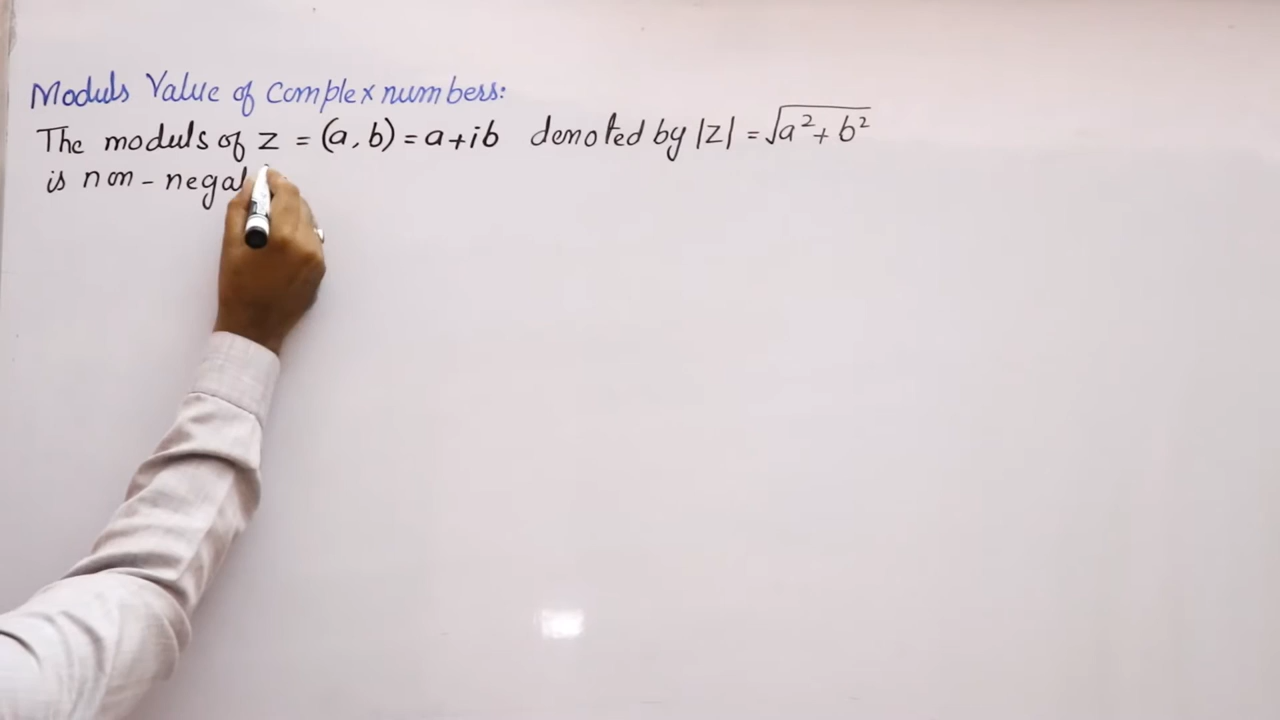 Moduls Value of complex numbers:
The moduls of z = (a, b) = a+ib denoted by |z| = √a²+b²
is non-negat